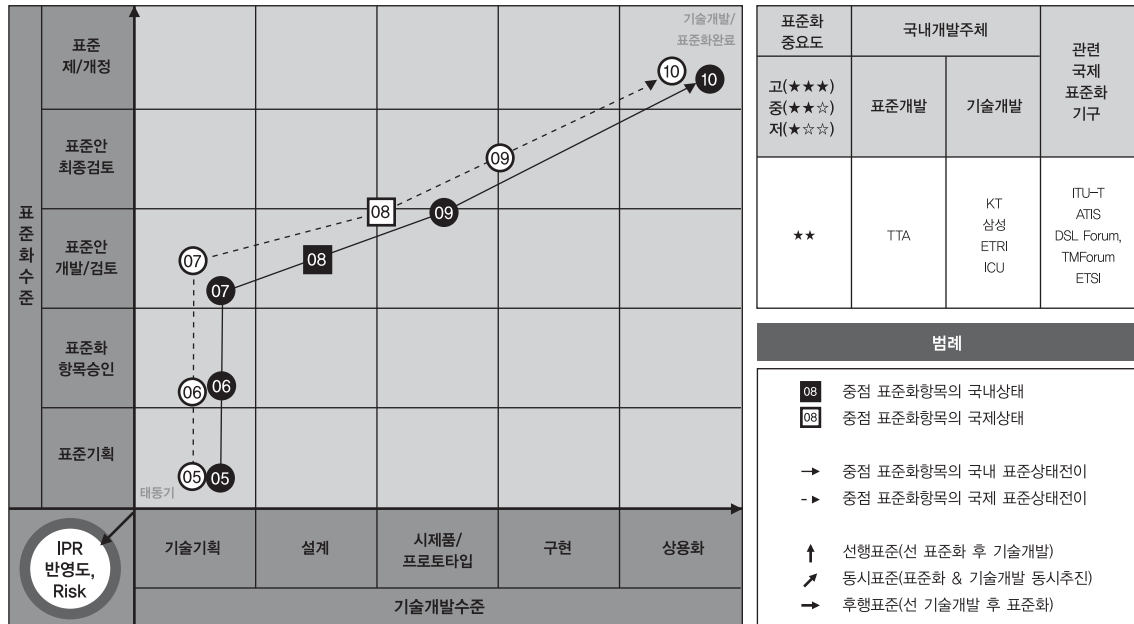 표준화수준
표준
제/개정
표준안
최종검토
표준안
개발/검토
표준화
항목승인
표준기획
기술개발/
표준화완료
10
10
09
09
08
08
07
07
06
06
05
05
태동기
IPR
반영도,
Risk
기술기획
설계
시제품/
프로토타입
구현
상용화
기술개발수준
표준화
중요도
국내개발주체
관련
국제
표준화
기구
고(★★★)
중(★★☆)
저(★☆☆)
표준개발
기술개발
★★
TTA
KT
삼성
ETRI
ICU
ITU-T
ATIS
DSL Forum,
TMForum
ETSI
범례
08 중점 표준화항목의 국내상태
08 중점 표준화항목의 국제상태
중점 표준화항목의 국내 표준상태전이
중점 표준화항목의 국제 표준상태전이
선행표준(선 표준화 후 기술개발)
동시표준(표준화 & 기술개발 동시추진)
후행표준(선 기술개발 후 표준화)